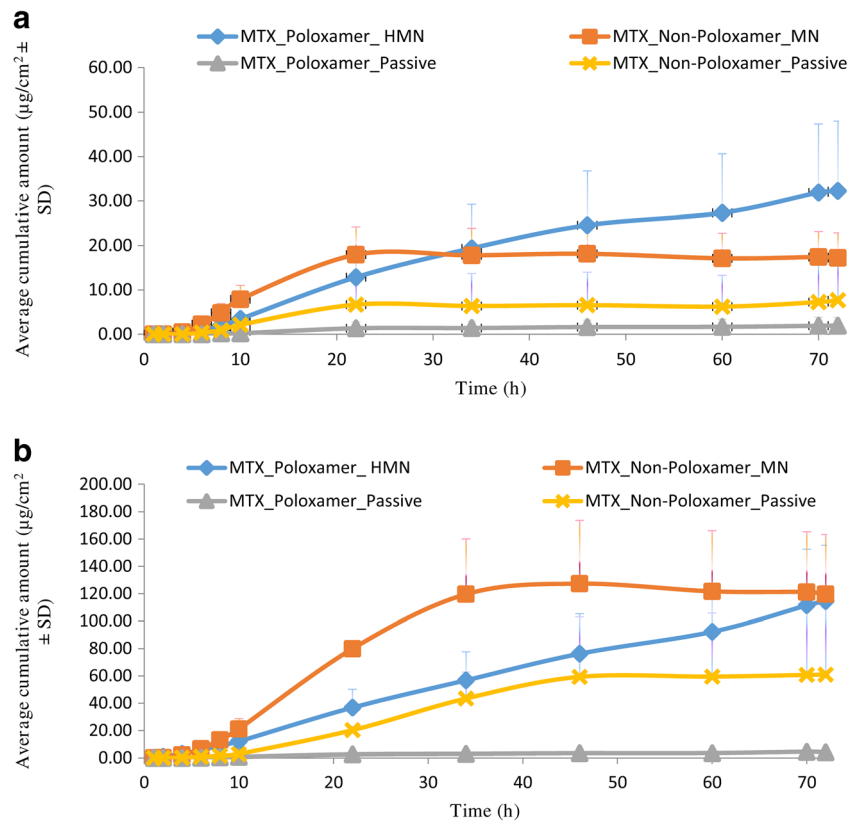 a
MTX_Poloxamer_ HMN
MTX_Non-Poloxamer_MN
MTX_Poloxamer_Passive
MTX_Non-Poloxamer_Passive
Average cumulative amount (µg/cm² ±
SD)
60.00
50.00
40.00
30.00
20.00
10.00
0.00
0 10 20 30 40 50 60 70
Time (h)
b
MTX_Poloxamer_ HMN
MTX_Non-Poloxamer_MN
MTX_Poloxamer_Passive
MTX_Non-Poloxamer_Passive
Average cumulative amount (µg/cm²
± SD)
200.00
180.00
160.00
140.00
120.00
100.00
80.00
60.00
40.00
20.00
0.00
0 10 20 30 40 50 60 70
Time (h)